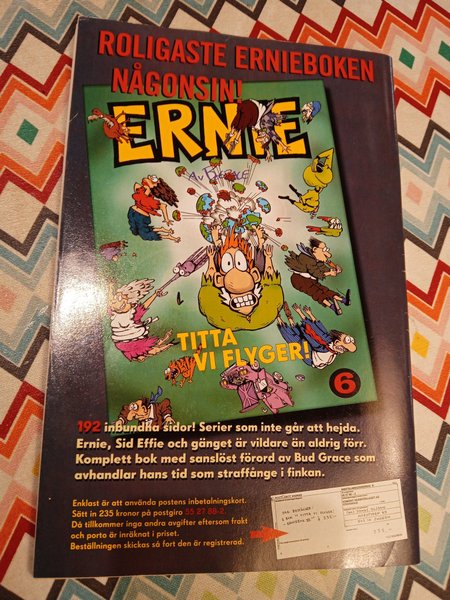 ROLIGASTE ERNIEBOKEN
NÅGONSIN!
ERNIE
AV B. GRACE
TITTA
VI FLYGER!
6
192 inbundna sidor! Serier som inte går att hejda.
Ernie, Sid Effie och gänget är vildare än aldrig förr.
Komplett bok med sanslöst förord av Bud Grace som
avhandlar hans tid som straffånge i finkan.
Enklast är att använda postens inbetalningskort.
Sätt in 235 kronor på postgiro 55 27 88-2.
Då tillkommer inga andra avgifter eftersom frakt
och porto är inräknat i priset.
Beställningen skickas så fort den är registrerad.